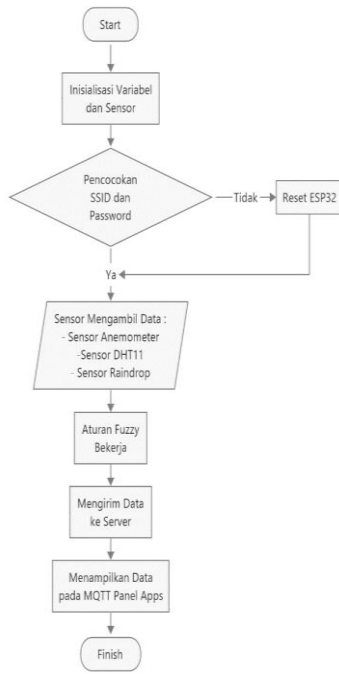 Start
Inisialisasi Variabel
dan Sensor
Pencocokan
SSID dan
Password
Tidak
Reset ESP32
Ya
Sensor Mengambil Data :
- Sensor Anemometer
-Sensor DHT11
- Sensor Raindrop
Aturan Fuzzy
Bekerja
Mengirim Data
ke Server
Menampilkan Data
pada MQTT Panel Apps
Finish